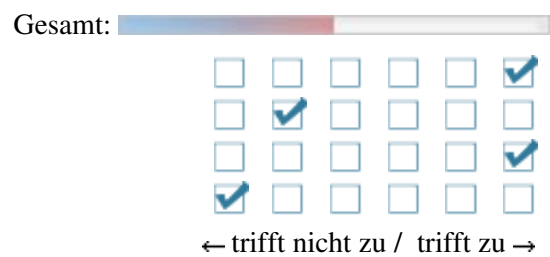 Gesamt:
← trifft nicht zu / trifft zu →